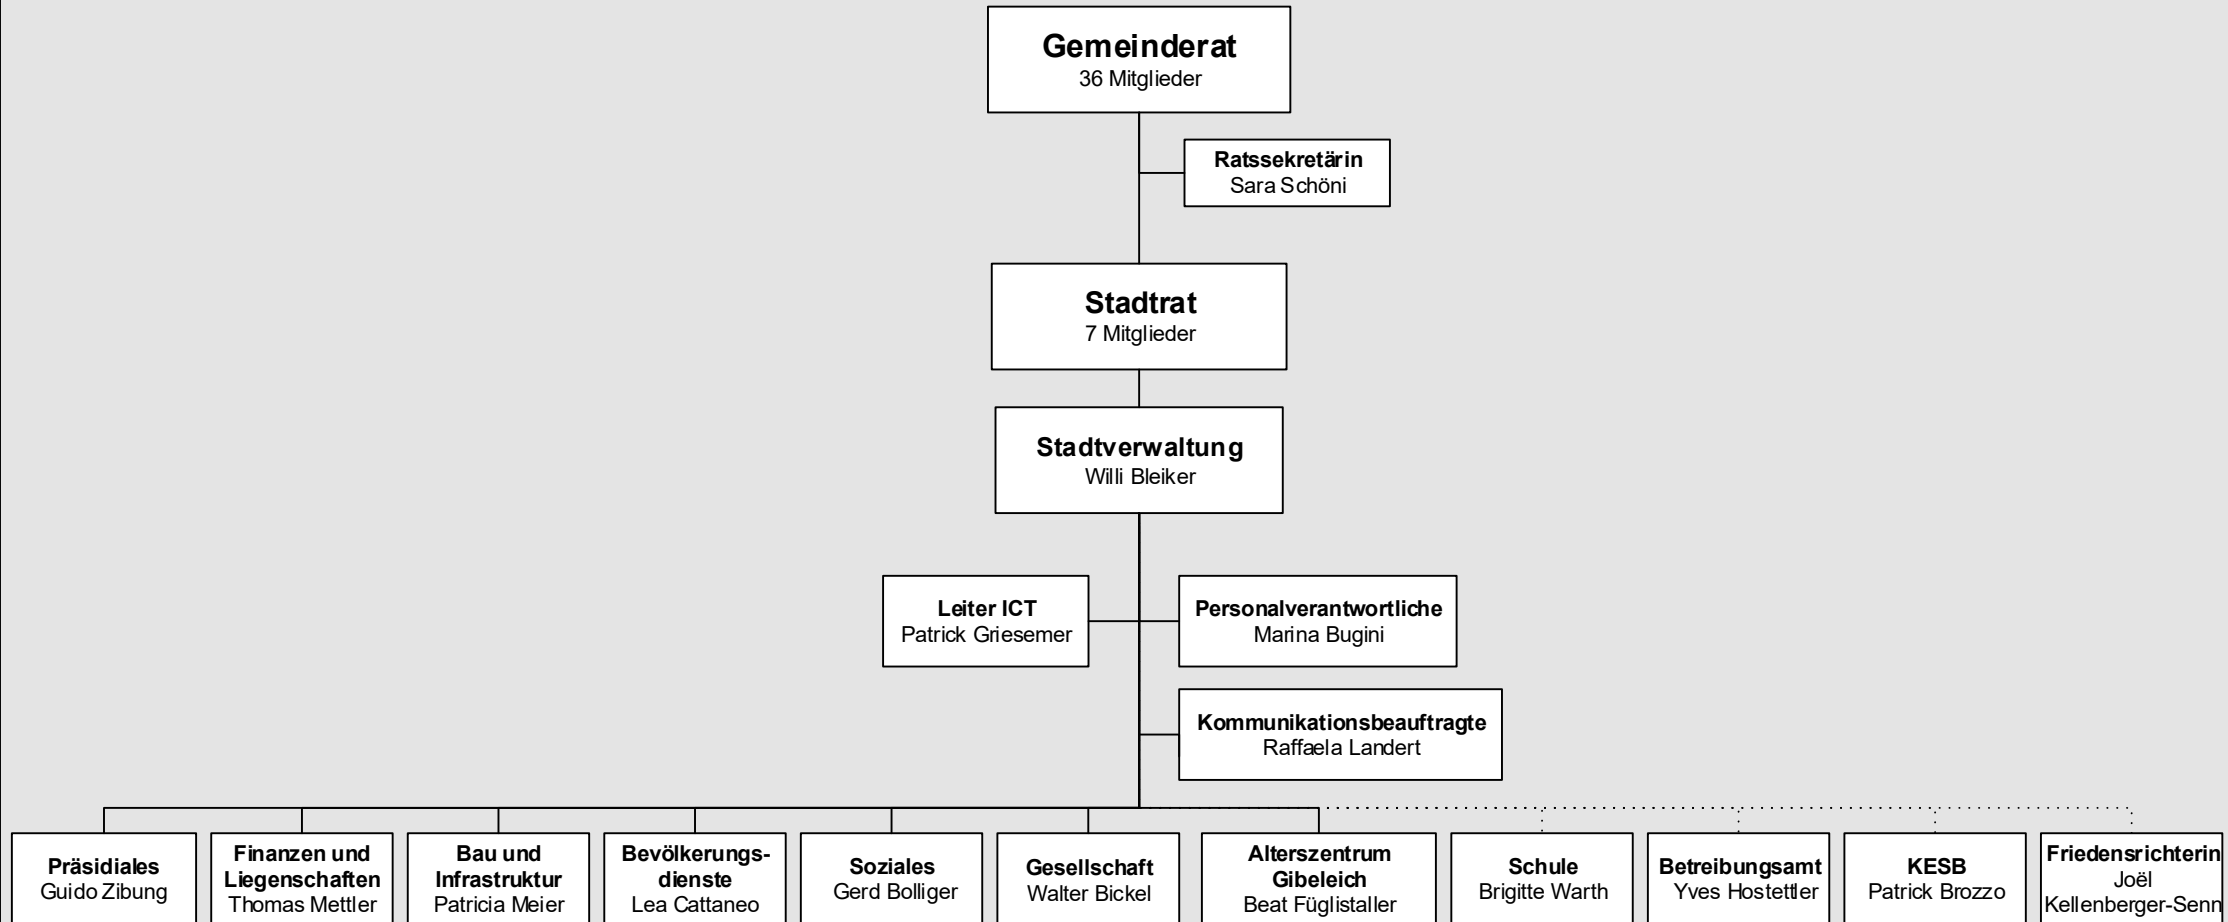 Gemeinderat
36 Mitglieder
Ratssekretärin
Sara Schöni
Stadtrat
7 Mitglieder
Stadtverwaltung
Willi Bleiker
Leiter ICT
Patrick Griesemer
Personalverantwortliche
Marina Bugini
Kommunikationsbeauftragte
Raffaela Landert
Präsidiales
Guido Zibung
Finanzen und
Liegenschaften
Thomas Mettler
Bau und
Infrastruktur
Patricia Meier
Bevölkerungs-
dienste
Lea Cattaneo
Soziales
Gerd Bolliger
Gesellschaft
Walter Bickel
Alterszentrum
Gibeleich
Beat Füglistaller
Schule
Brigitte Warth
Betreibungsamt
Yves Hostettler
KESB
Patrick Brozzo
Friedensrichterin
Joël
Kellenberger-Senn